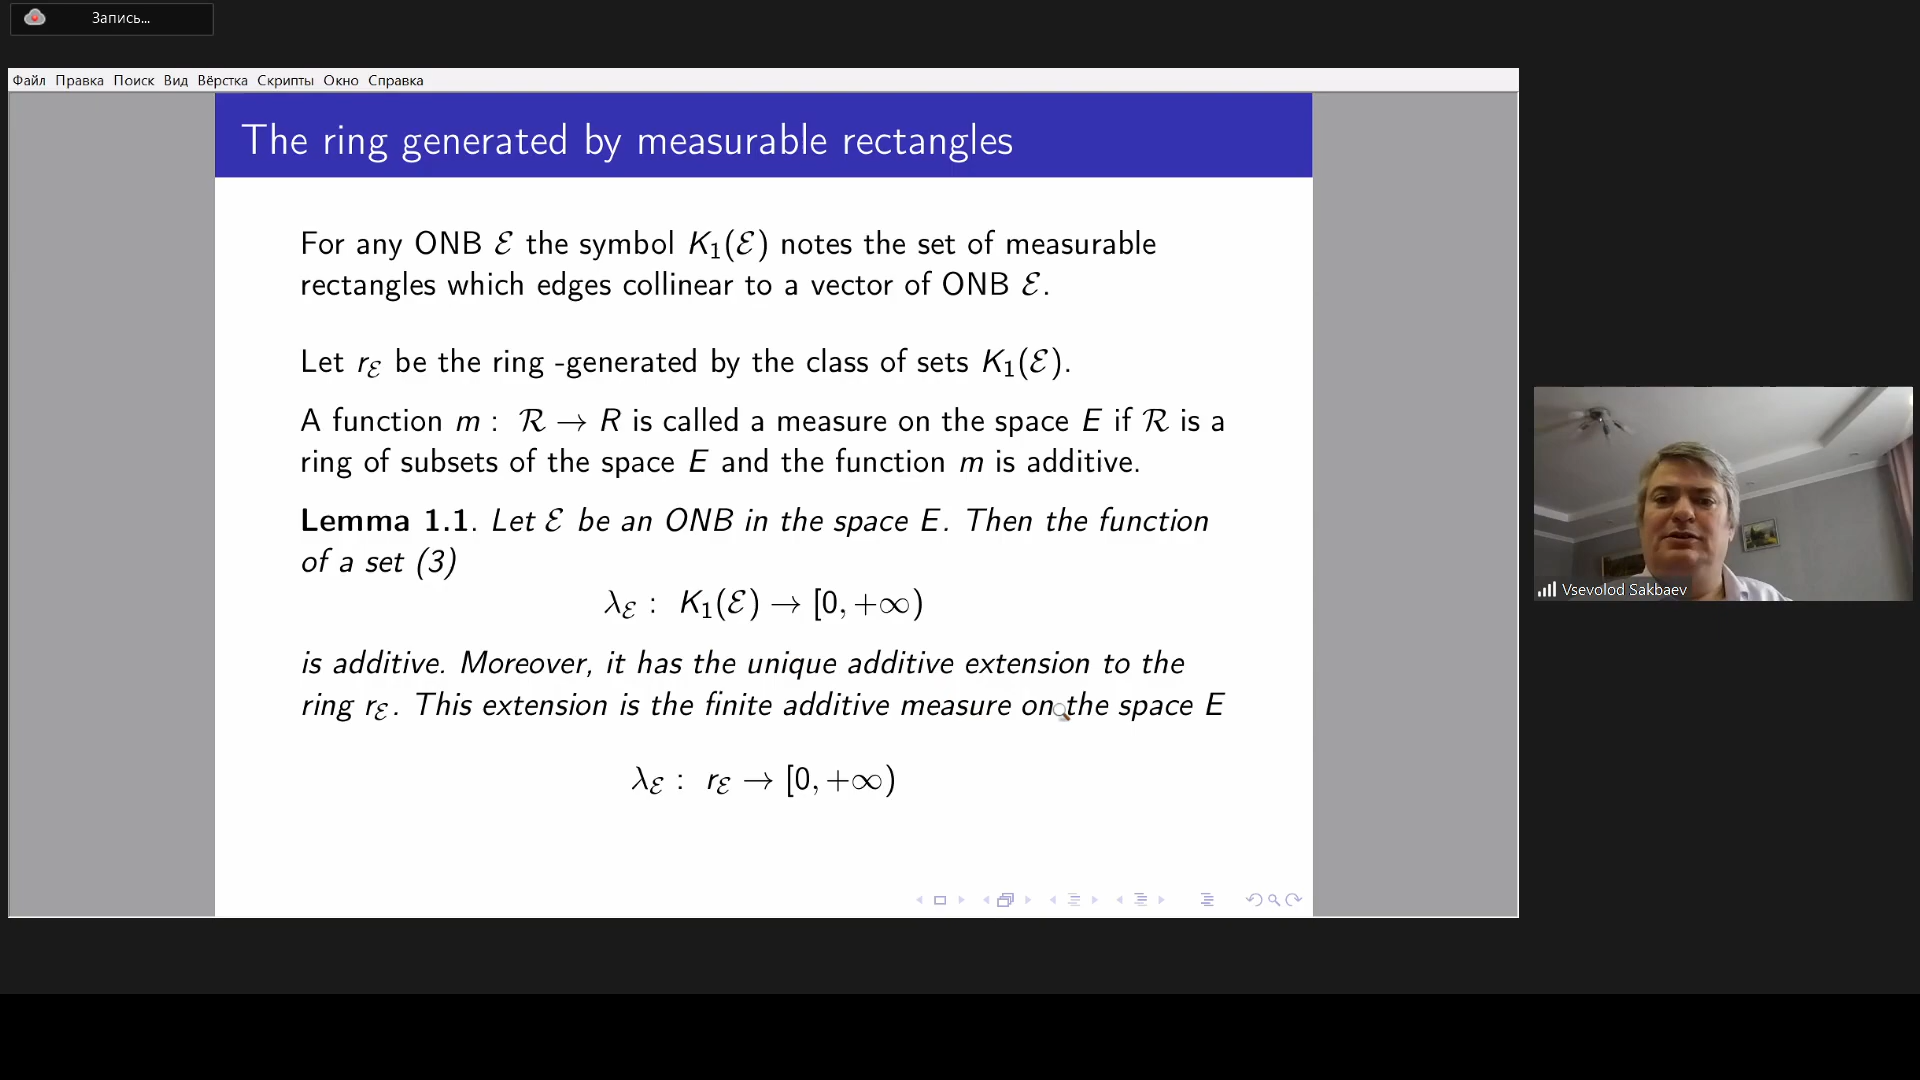 Запись...
Файл Правка Поиск Вид Вёрстка Скрипты Окно Справка
The ring generated by measurable rectangles
For any ONB ℰ the symbol K₁(ℰ) notes the set of measurable
rectangles which edges collinear to a vector of ONB ℰ.
Let r_ℰ be the ring -generated by the class of sets K₁(ℰ).
A function m : ℛ → R is called a measure on the space E if ℛ is a
ring of subsets of the space E and the function m is additive.
Lemma 1.1. Let ℰ be an ONB in the space E. Then the function
of a set (3)
λ_ℰ : K₁(ℰ) → [0, +∞)
is additive. Moreover, it has the unique additive extension to the
ring r_ℰ. This extension is the finite additive measure on the space E
λ_ℰ : r_ℰ → [0, +∞)
Vsevolod Sakbaev